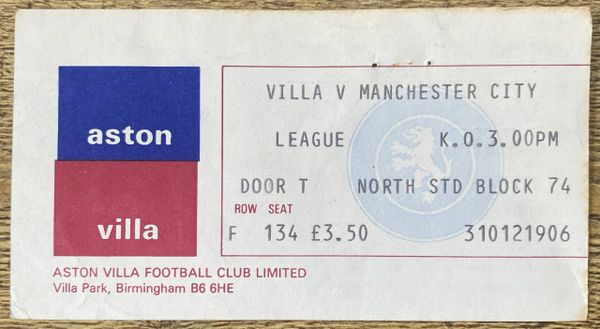 aston
villa
VILLA V MANCHESTER CITY
LEAGUE K.O.3.00PM
DOOR T NORTH STD BLOCK 74
ROW SEAT
F 134 £3.50 310121906
ASTON VILLA FOOTBALL CLUB LIMITED
Villa Park, Birmingham B6 6HE